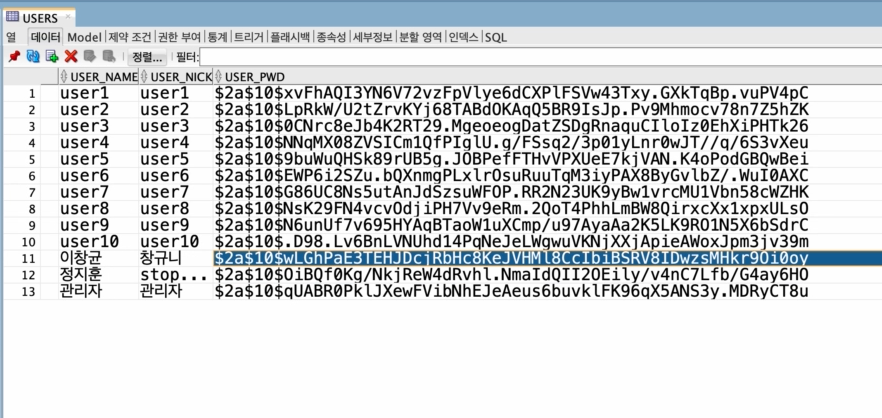 USERS
열 데이터 Model 제약 조건 권한 부여 통계 트리거 플래시백 종속성 세부정보 분할 영역 인덱스 SQL
정렬... 필터:
USER_NAME USER_NICK USER_PWD
1 user1 user1 $2a$10$xvFhAQI3YN6V72vzFpVlye6dCXPlFSVw43Txy.GXkTqBp.vuPV4pC
2 user2 user2 $2a$10$LpRkW/U2tZrvKYj68TABdOKAqQ5BR9IsJp.Pv9Mhmocv78n7Z5hZK
3 user3 user3 $2a$10$0CNrc8eJb4K2RT29.MgeoeogDatZSDgRnaquCIloIz0EhXiPHTk26
4 user4 user4 $2a$10$NNqMX08ZVSICm1QfPIglU.g/FSsq2/3p01yLnr0wJT//q/6S3vXeu
5 user5 user5 $2a$10$9buWuQHSk89rUB5g.JOBPefFTHvVPXUeE7kjVAN.K4oPodGBQwBei
6 user6 user6 $2a$10$EWP6i2SZu.bQXnmgPLxlrOsuRuuTqM3iyPAX8ByGvlbZ/.WuI0AXC
7 user7 user7 $2a$10$G86UC8Ns5utAnJdSzsuWFOP.RR2N23UK9yBw1vrcMU1Vbn58cWZHK
8 user8 user8 $2a$10$NsK29FN4vcvOdjiPH7Vv9eRm.2QoT4PhhLmBW8QirxcXx1xpxULsO
9 user9 user9 $2a$10$N6unUf7v695HYAqBTaoW1uXCmp/u97AyaAa2K5LK9RO1N5X6bSdrC
10 user10 user10 $2a$10$.D98.Lv6BnLVNUhd14PqNeJeLWgwuVKNjXXjApieAWoxJpm3jv39m
11 이창균 창규니 $2a$10$wLGhPaE3TEHJDcjRbHc8KeJVHMl8CcIbiBSRV8IDwzsMHkr9Oi0oy
12 정지훈 stop... $2a$10$OiBQf0Kg/NkjReW4dRvhl.NmaIdQII2OEily/v4nC7Lfb/G4ay6HO
13 관리자 관리자 $2a$10$qUABR0PklJXewFVibNhEJeAeus6buvklFK96qX5ANS3y.MDRyCT8u